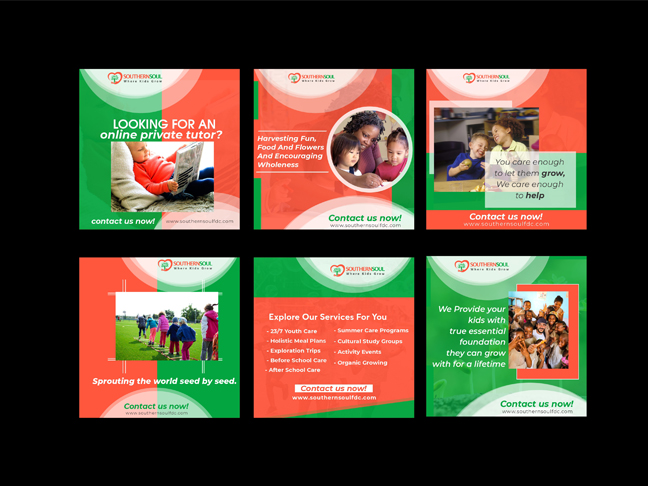 SOUTHERNSOUL
Where Kids Grow
LOOKING FOR AN
online private tutor?
contact us now!
www.southernsoulfdc.com
SOUTHERNSOUL
Where Kids Grow
Harvesting Fun,
Food And Flowers
And Encouraging
Wholeness
Contact us now!
www.southernsoulfdc.com
SOUTHERNSOUL
Where Kids Grow
You care enough
to let them grow,
We care enough
to help
Contact us now!
www.southernsoulfdc.com
SOUTHERNSOUL
Where Kids Grow
Sprouting the world seed by seed.
Contact us now!
www.southernsoulfdc.com
SOUTHERNSOUL
Where Kids Grow
Explore Our Services For You
- 23/7 Youth Care
- Holistic Meal Plans
- Exploration Trips
- Before School Care
- After School Care
- Summer Care Programs
- Cultural Study Groups
- Activity Events
- Organic Growing
Contact us now!
www.southernsoulfdc.com
SOUTHERNSOUL
Where Kids Grow
We Provide your
kids with
true essential
foundation
they can grow
with for a lifetime
Contact us now!
www.southernsoulfdc.com